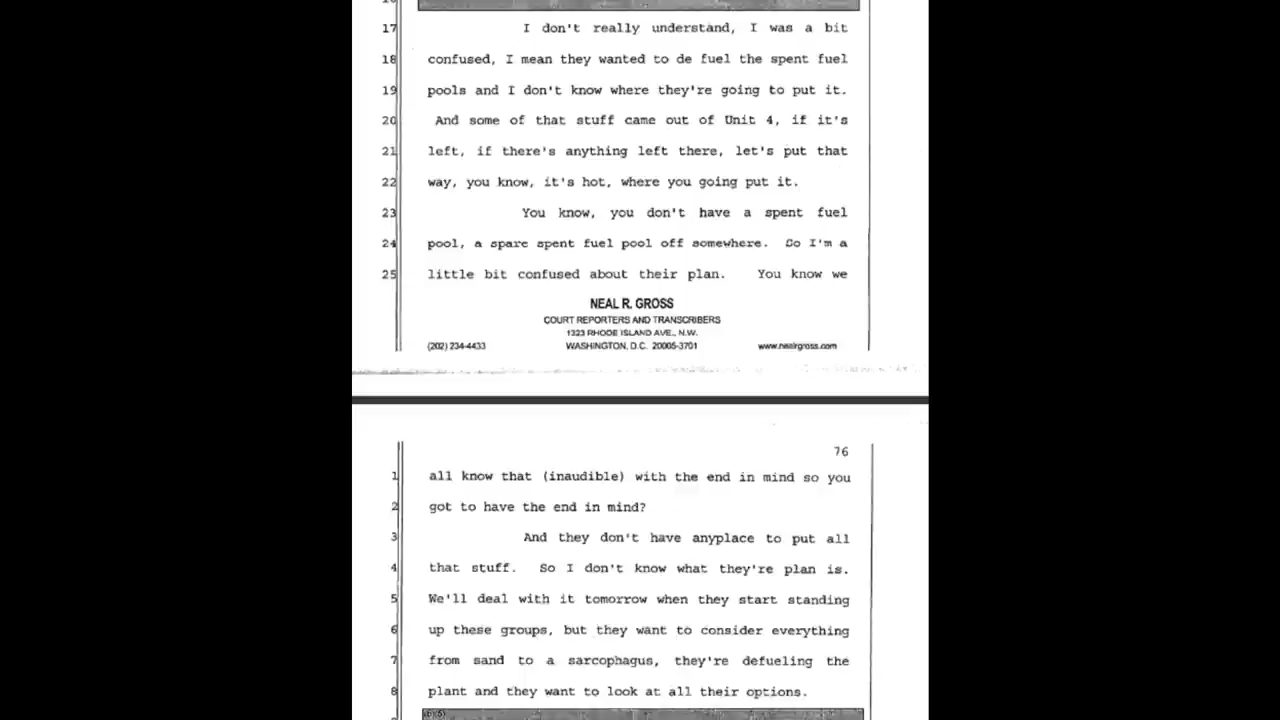 17 I don't really understand, I was a bit
18 confused, I mean they wanted to de fuel the spent fuel
19 pools and I don't know where they're going to put it.
20 And some of that stuff came out of Unit 4, if it's
21 left, if there's anything left there, let's put that
22 way, you know, it's hot, where you going put it.
23 You know, you don't have a spent fuel
24 pool, a spare spent fuel pool off somewhere. So I'm a
25 little bit confused about their plan. You know we
NEAL R. GROSS
COURT REPORTERS AND TRANSCRIBERS
1323 RHODE ISLAND AVE., N.W.
(202) 234-4433 WASHINGTON, D.C. 20005-3701 www.nealrgross.com
76
1 all know that (inaudible) with the end in mind so you
2 got to have the end in mind?
3 And they don't have anyplace to put all
4 that stuff. So I don't know what they're plan is.
5 We'll deal with it tomorrow when they start standing
6 up these groups, but they want to consider everything
7 from sand to a sarcophagus, they're defueling the
8 plant and they want to look at all their options.
(b)(5)